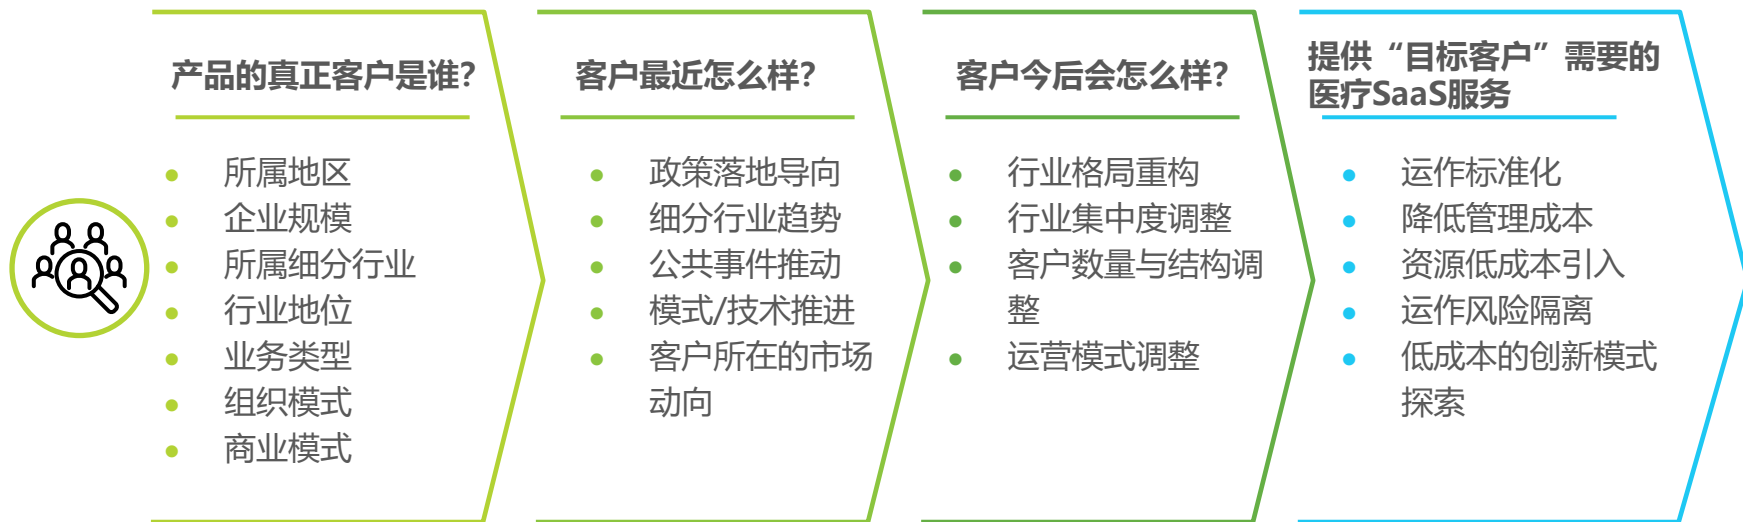 产品的真正客户是谁？
所属地区
企业规模
所属细分行业
行业地位
业务类型
组织模式
商业模式
客户最近怎么样？
政策落地导向
细分行业趋势
公共事件推动
模式/技术推进
客户所在的市场
动向
客户今后会怎么样？
行业格局重构
行业集中度调整
客户数量与结构调
整
运营模式调整
提供“目标客户”需要的
医疗SaaS服务
运作标准化
降低管理成本
资源低成本引入
运作风险隔离
低成本的创新模式
探索